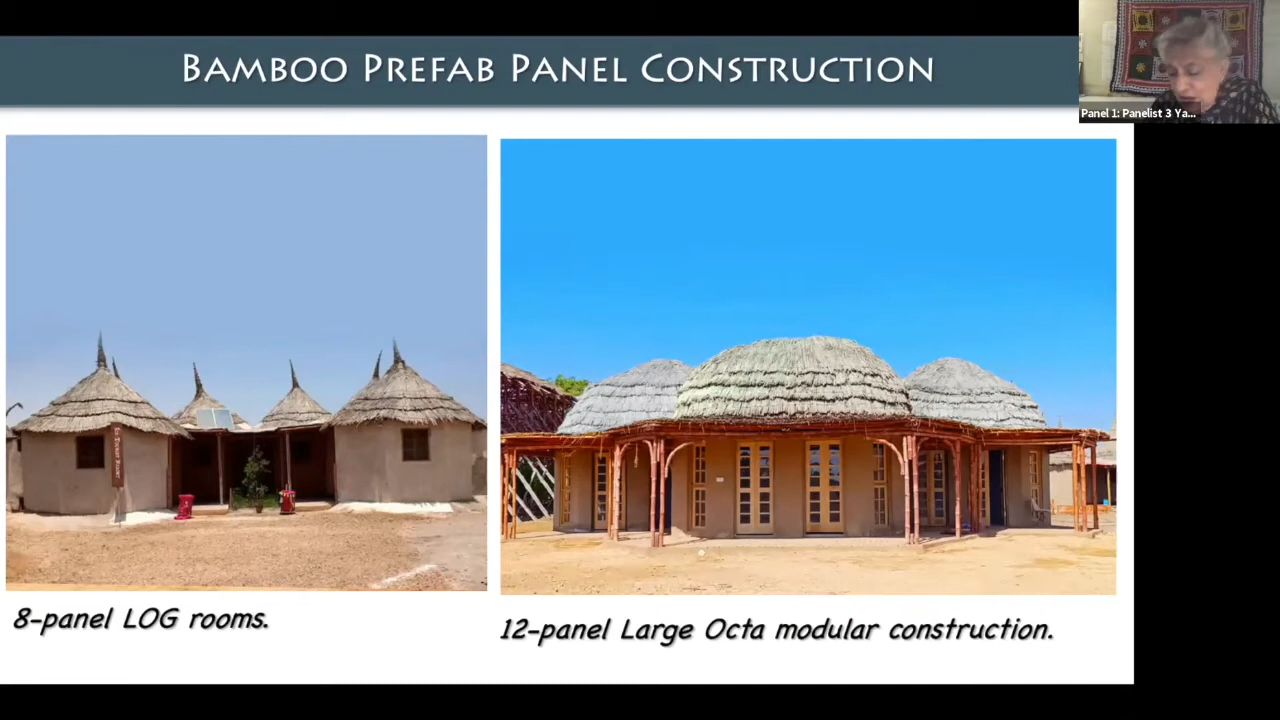 BAMBOO PREFAB PANEL CONSTRUCTION
Panel 1: Panelist 3 Ya...
8-panel LOG rooms.
12-panel Large Octa modular construction.